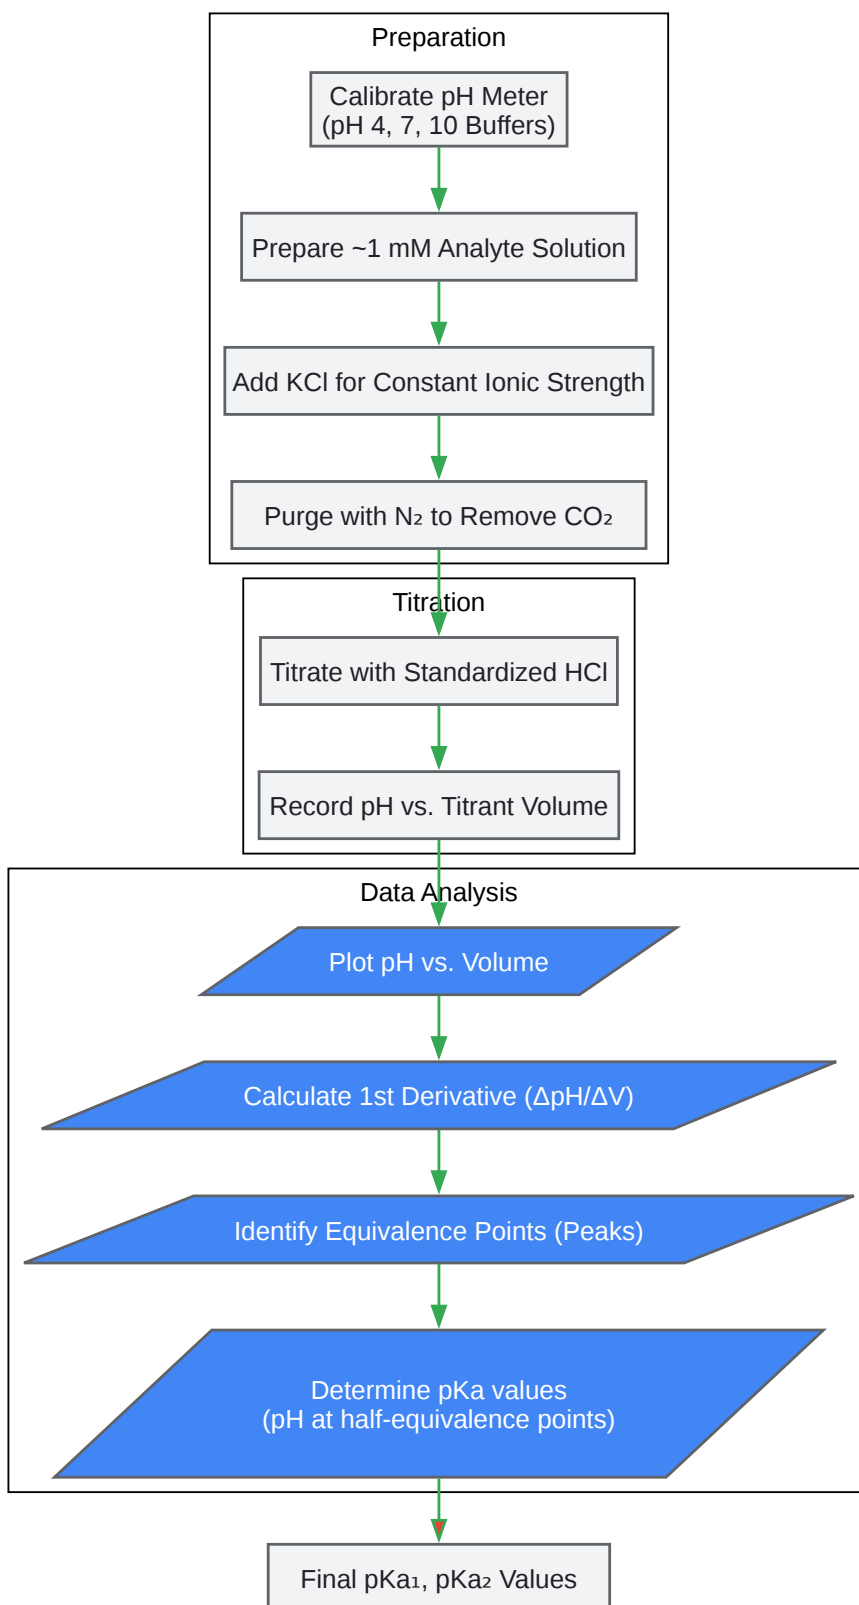 Preparation
Calibrate pH Meter
(pH 4, 7, 10 Buffers)
Prepare ~1 mM Analyte Solution
Add KCl for Constant Ionic Strength
Purge with N₂ to Remove CO₂
Titration
Titrate with Standardized HCl
Record pH vs. Titrant Volume
Data Analysis
Plot pH vs. Volume
Calculate 1st Derivative (ΔpH/ΔV)
Identify Equivalence Points (Peaks)
Determine pKa values
(pH at half-equivalence points)
Final pKa₁, pKa₂ Values